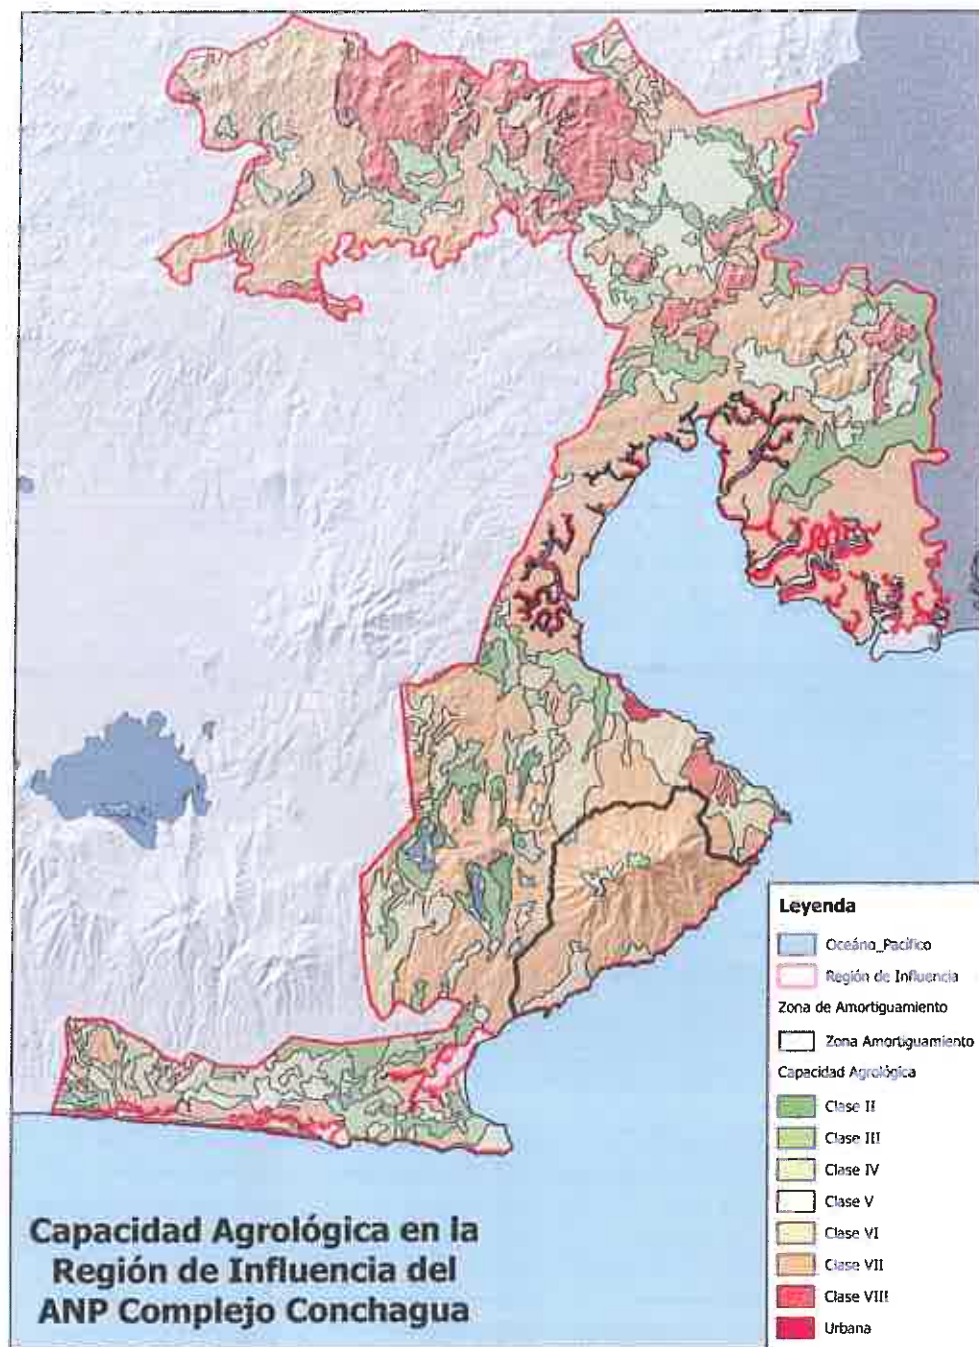 Leyenda
Oceáno_Pacifico
Región de Influencia
Zona de Amortiguamiento
Zona Amortiguamiento
Capacidad Agrológica
Clase II
Clase III
Clase IV
Clase V
Clase VI
Clase VII
Clase VIII
Urbana
Capacidad Agrológica en la
Región de Influencia del
ANP Complejo Conchagua